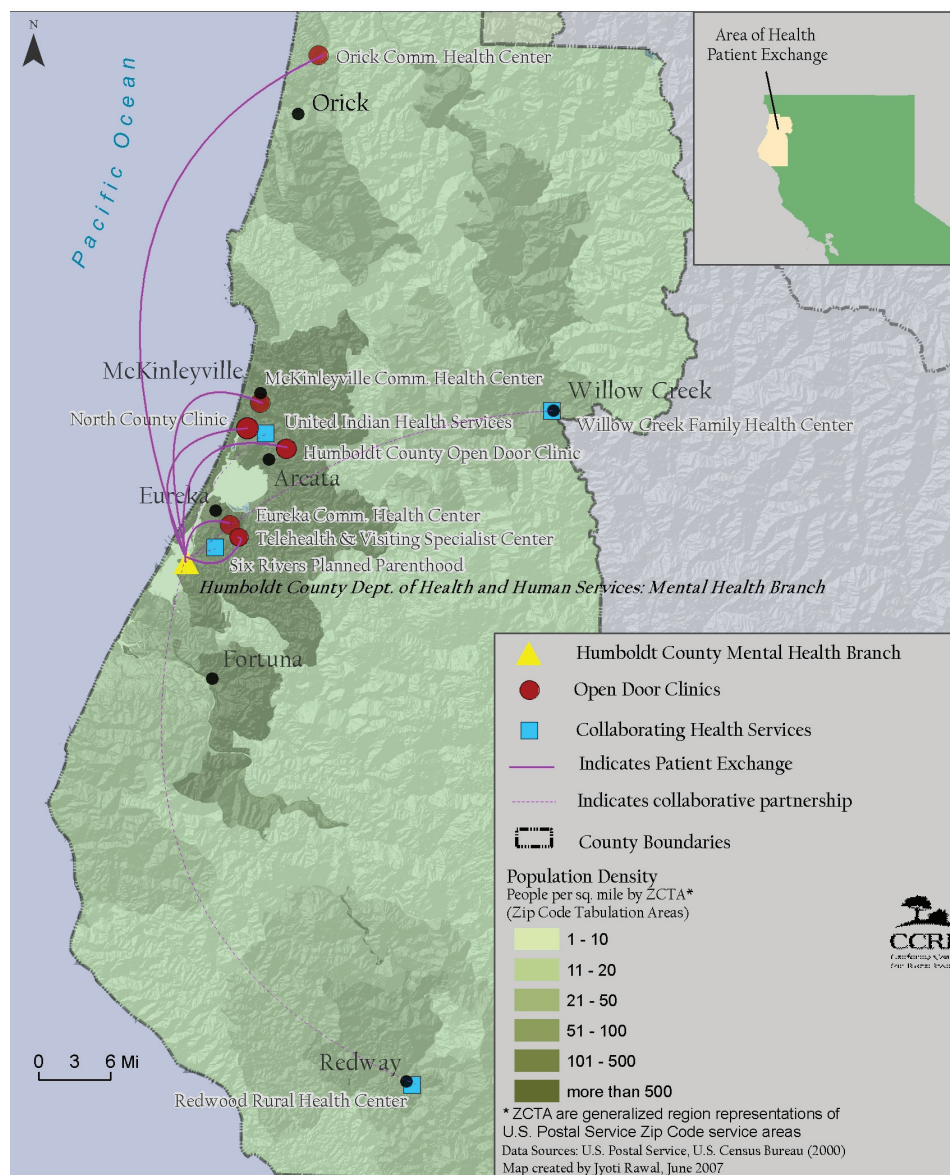 N
Area of Health
Patient Exchange
Pacific Ocean
Orick Comm. Health Center
Orick
McKinleyville
McKinleyville Comm. Health Center
Willow Creek
North County Clinic
United Indian Health Services
Willow Creek Family Health Center
Humboldt County Open Door Clinic
Arcata
Eureka
Eureka Comm. Health Center
Telehealth & Visiting Specialist Center
Six Rivers Planned Parenthood
Humboldt County Dept. of Health and Human Services: Mental Health Branch
Fortuna
Humboldt County Mental Health Branch
Open Door Clinics
Collaborating Health Services
Indicates Patient Exchange
Indicates collaborative partnership
County Boundaries
Population Density
People per sq. mile by ZCTA*
(Zip Code Tabulation Areas)
1 - 10
11 - 20
21 - 50
51 - 100
101 - 500
more than 500
* ZCTA are generalized region representations of
U.S. Postal Service Zip Code service areas
Data Sources: U.S. Postal Service, U.S. Census Bureau (2000)
Map created by Jyoti Rawal, June 2007
0 3 6 Mi
Redway
Redwood Rural Health Center